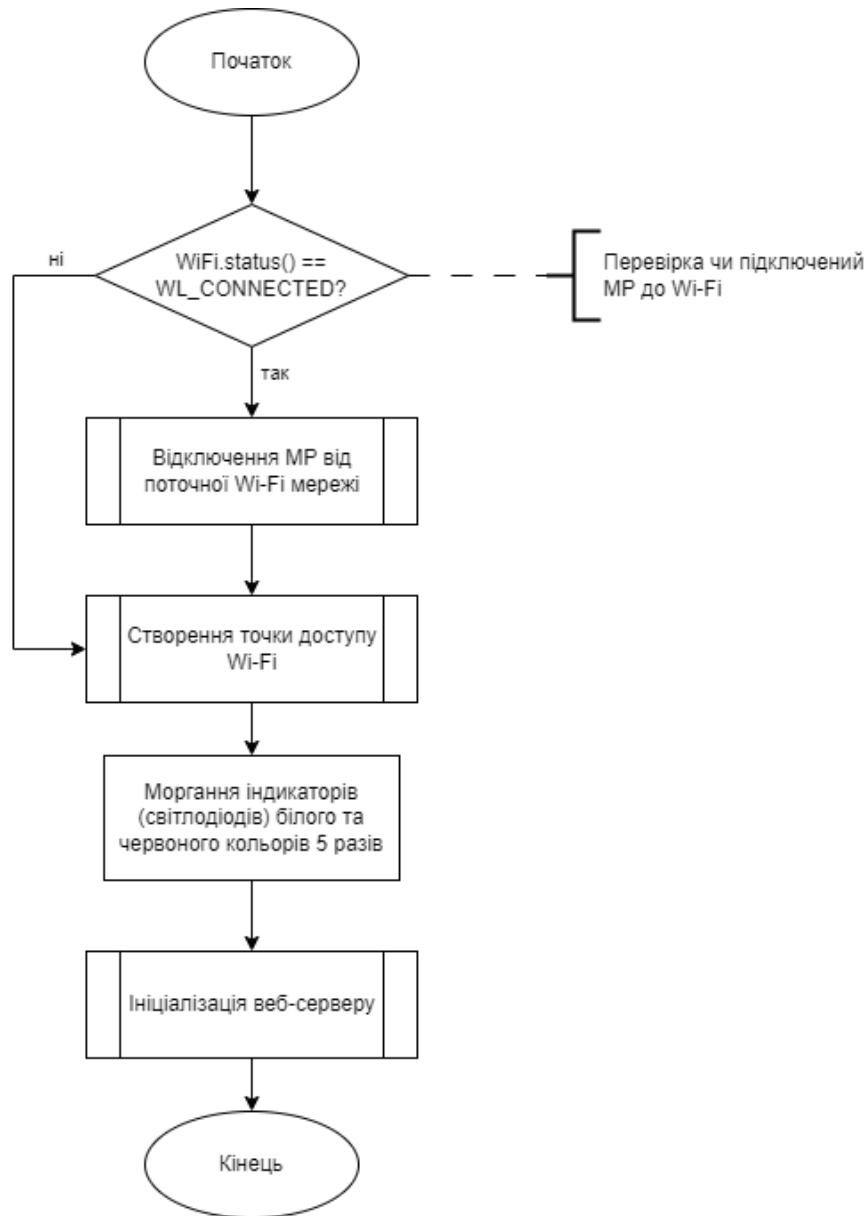 Початок
WiFi.status() ==
WL_CONNECTED?
ні
Перевірка чи підключений
МР до Wi-Fi
так
Відключення МР від
поточної Wi-Fi мережі
Створення точки доступу
Wi-Fi
Моргання індикаторів
(світлодіодів) білого та
червоного кольорів 5 разів
Ініціалізація веб-серверу
Кінець